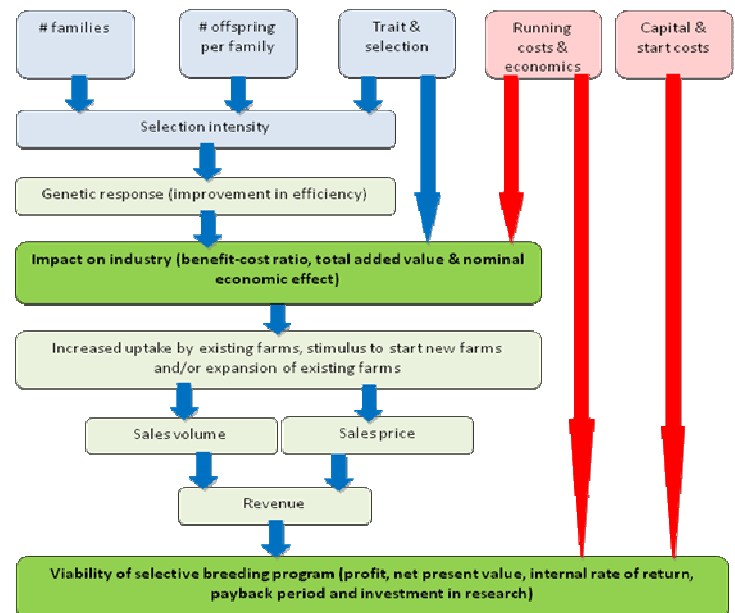 # families
# offspring
per family
Trait &
selection
Running
costs &
economics
Capital &
start costs
Selection intensity
Genetic response (improvement in efficiency)
Impact on industry (benefit-cost ratio, total added value & nominal
economic effect)
Increased uptake by existing farms, stimulus to start new farms
and/or expansion of existing farms
Sales volume
Sales price
Revenue
Viability of selective breeding program (profit, net present value, internal rate of return,
payback period and investment in research)